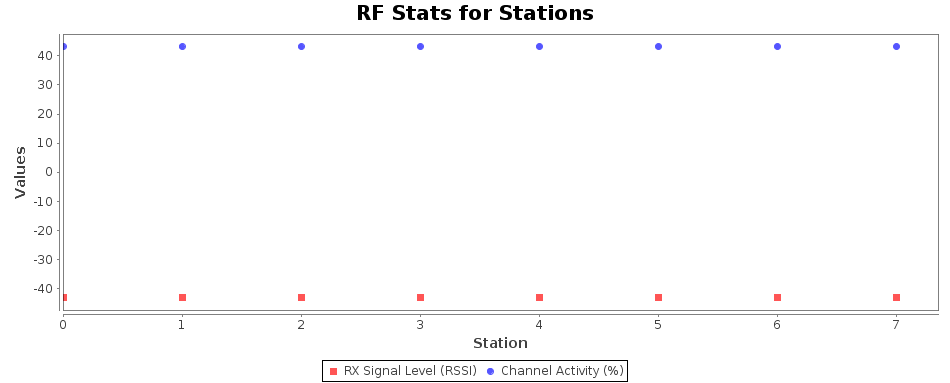 RF Stats for Stations
Values
40
30
20
10
0
-10
-20
-30
-40
0 1 2 3 4 5 6 7
Station
RX Signal Level (RSSI) Channel Activity (%)